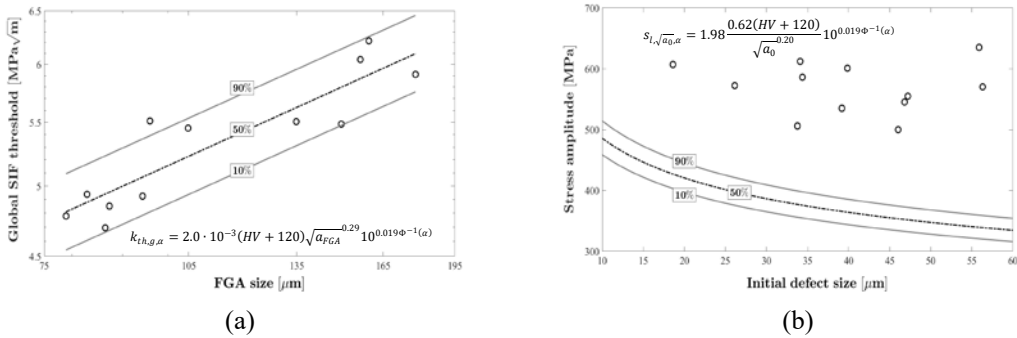 (a)
Global SIF threshold [MPa√m]
6.5
6
5.5
5
4.5
90%
50%
10%
k_{th,g,α} = 2.0 · 10^{-3}(HV + 120)√a_{FGA}^{0.29}10^{0.019Φ^{-1}(α)}
75 105 135 165 195
FGA size [μm]
(a)
(b)
Stress amplitude [MPa]
700
600
500
400
300
s_{l,√a_0,α} = 1.98 \frac{0.62(HV + 120)}{√a_0^{0.20}} 10^{0.019Φ^{-1}(α)}
90%
50%
10%
10 15 20 25 30 35 40 45 50 55 60
Initial defect size [μm]
(b)